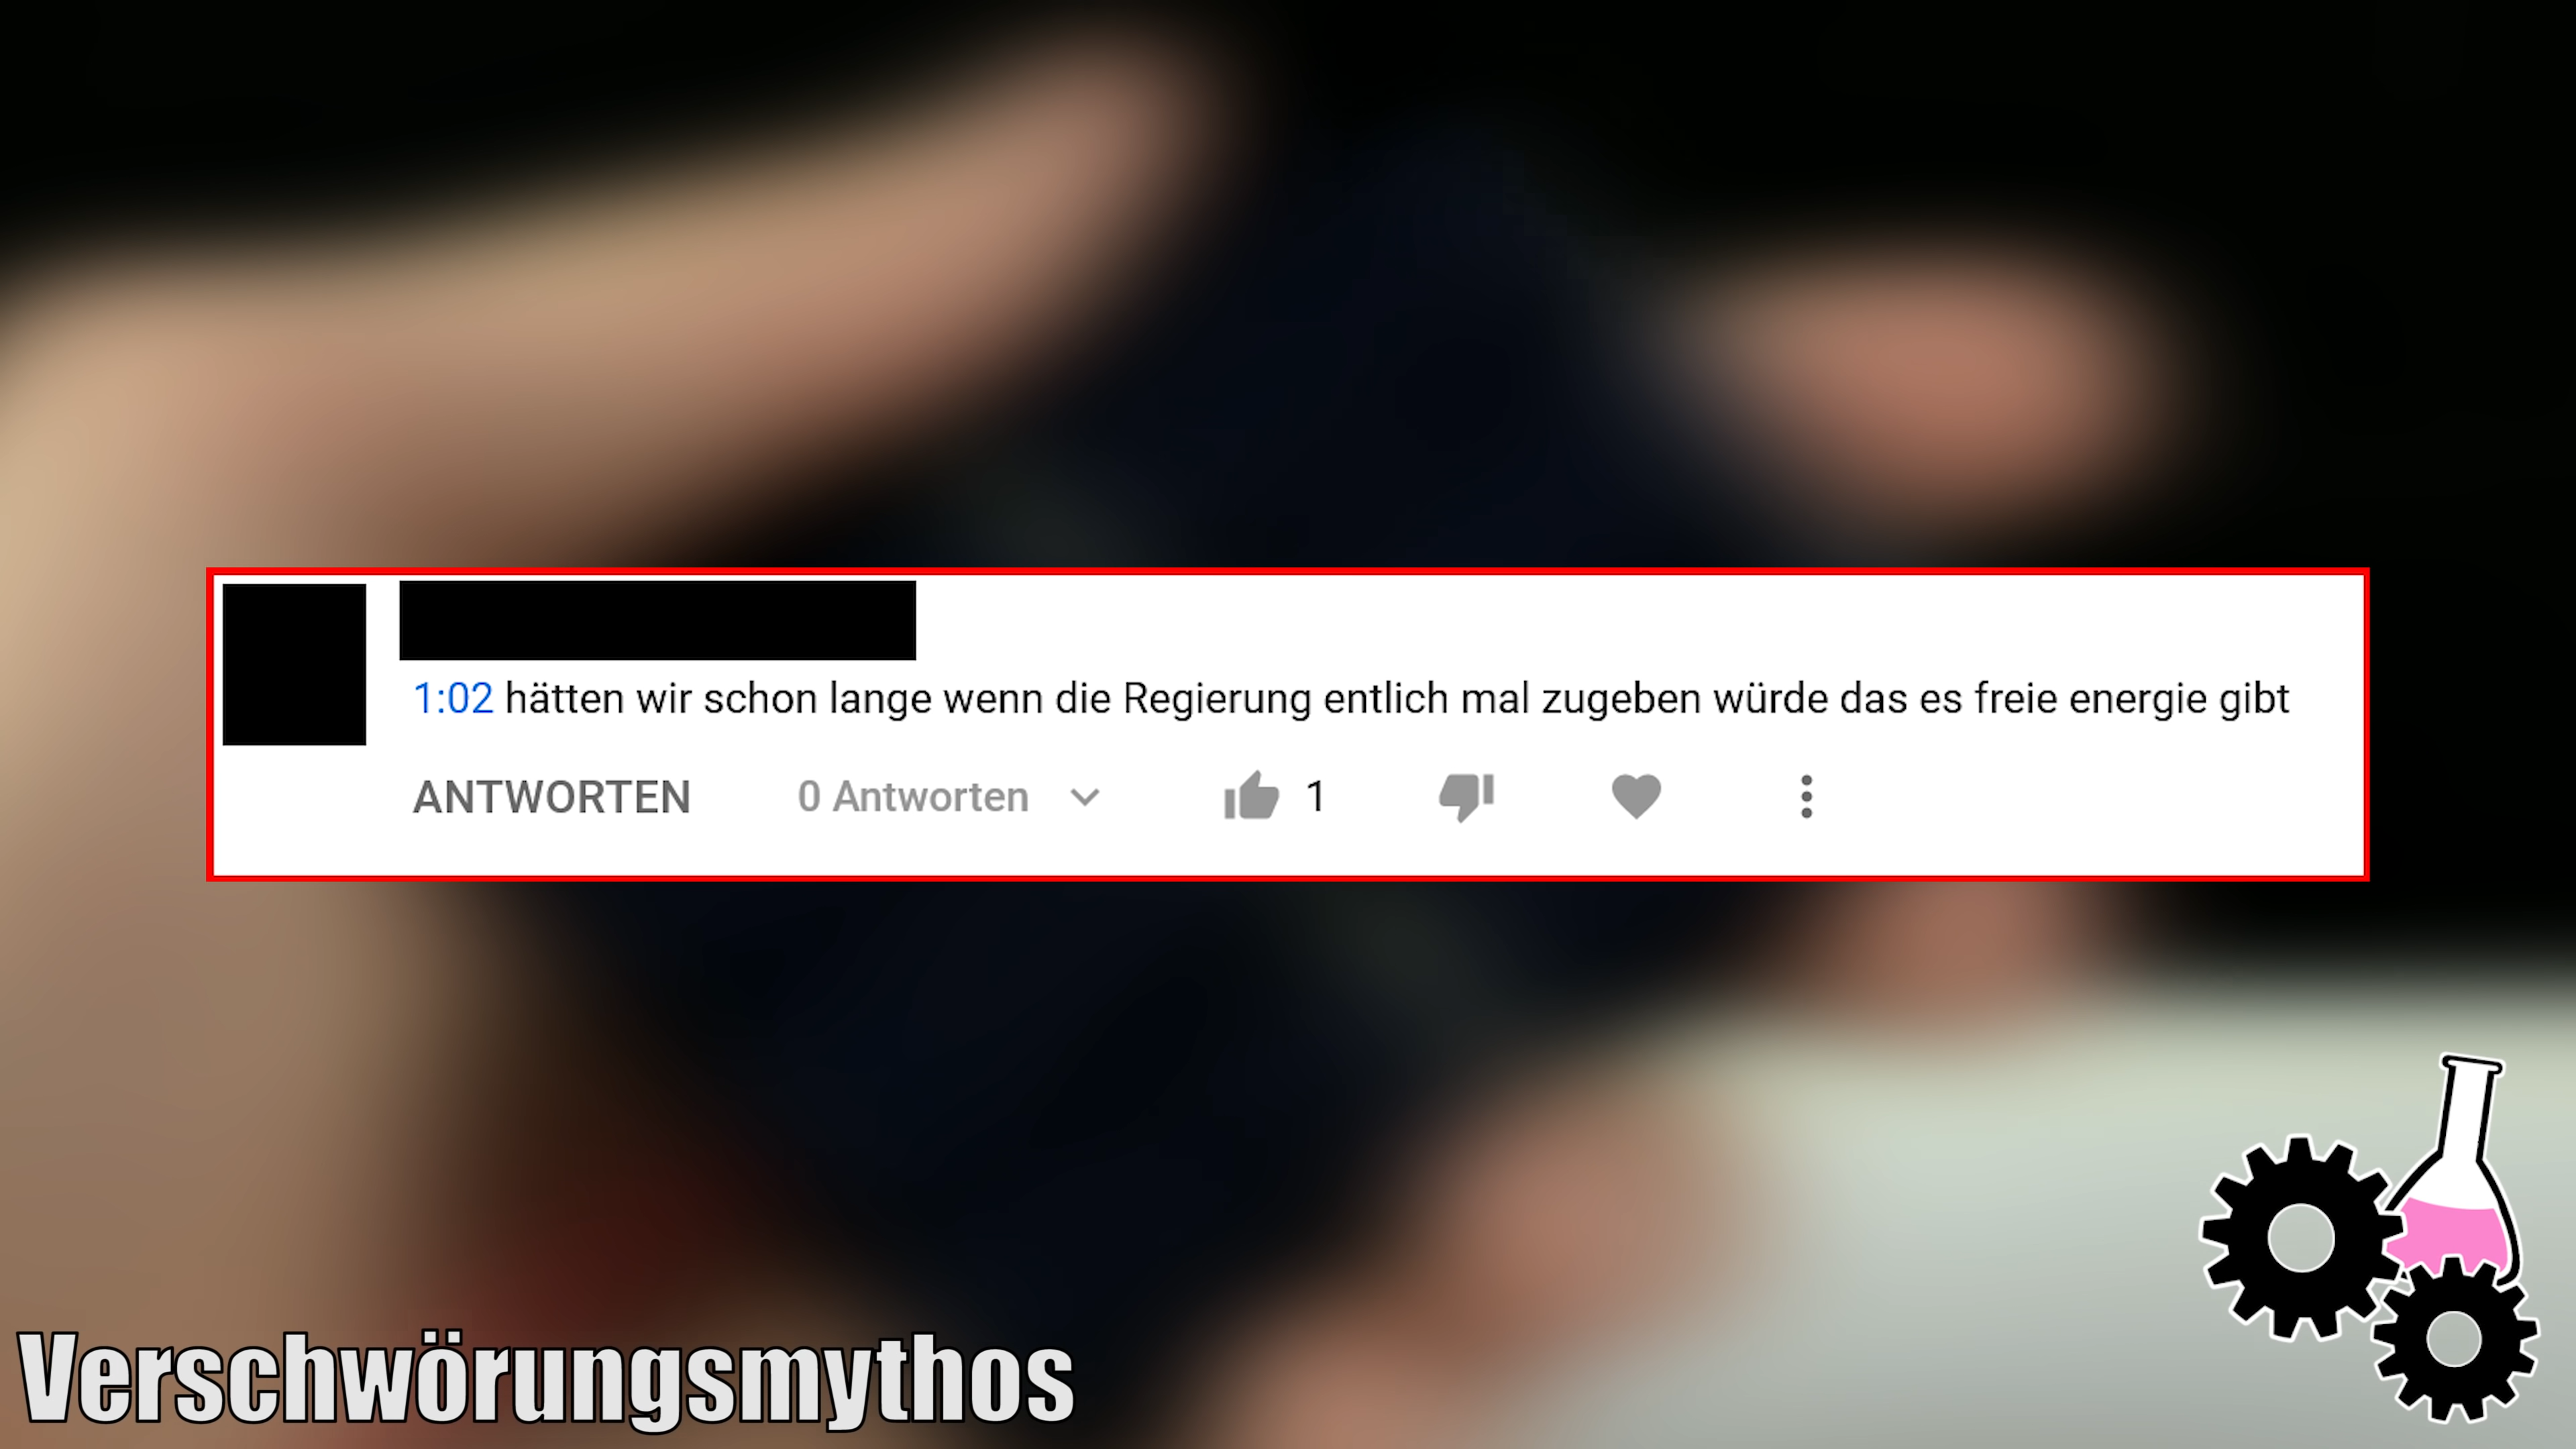 1:02 hätten wir schon lange wenn die Regierung entlich mal zugeben würde das es freie energie gibt
ANTWORTEN 0 Antworten 1
Verschwörungsmythos